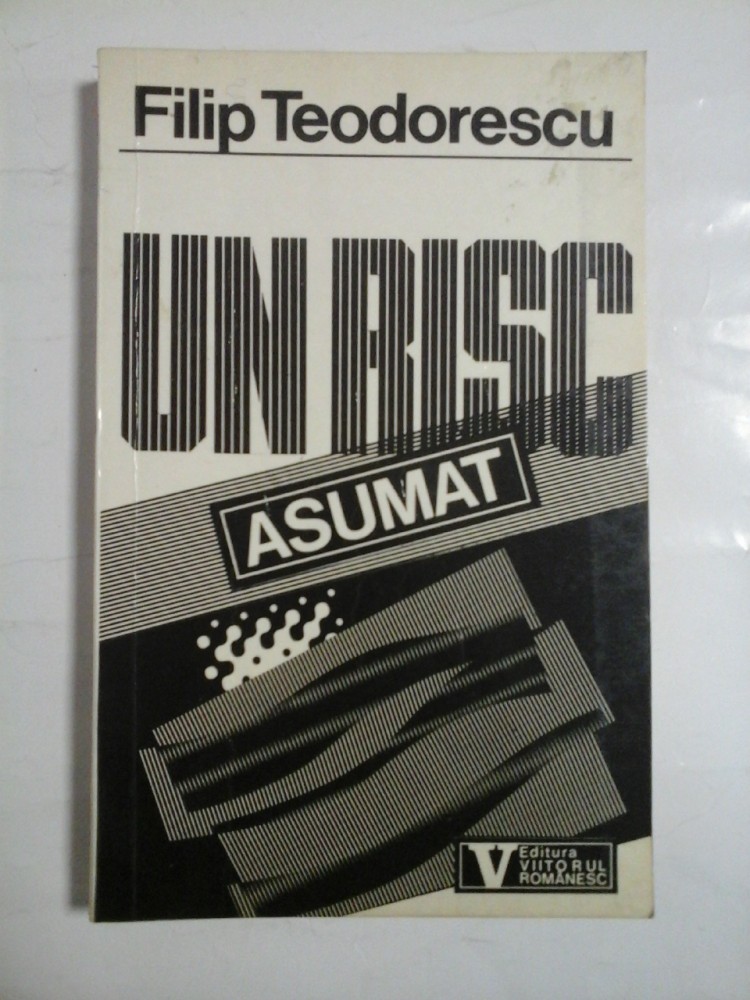 Filip Teodorescu
UN RISC
ASUMAT
V
Editura
VIITORUL
ROMÂNESC